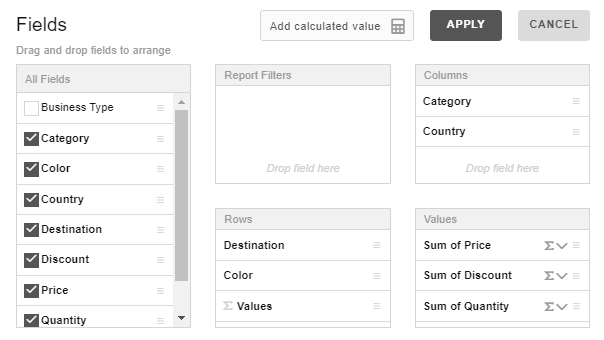 Fields
Add calculated value
APPLY
CANCEL
Drag and drop fields to arrange
All Fields
Business Type
Category
Color
Country
Destination
Discount
Price
Quantity
Report Filters
Drop field here
Columns
Category
Country
Drop field here
Rows
Destination
Color
Σ Values
Values
Sum of Price Σ
Sum of Discount Σ
Sum of Quantity Σ